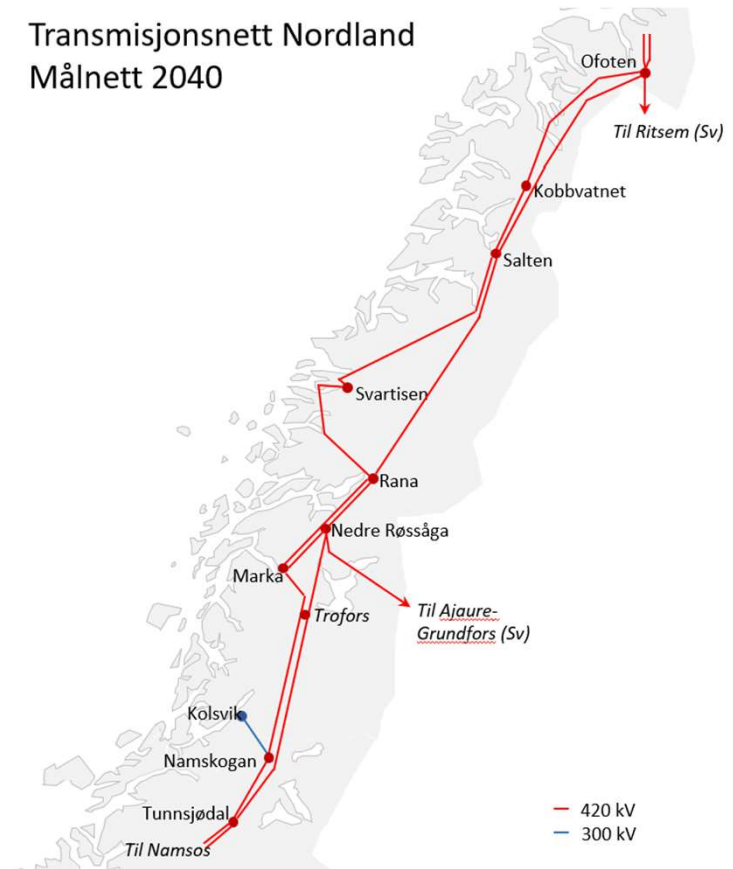 Transmisjonsnett Nordland
Målnett 2040
Ofoten
Til Ritsem (Sv)
Kobbvatnet
Salten
Svartisen
Rana
Nedre Røssåga
Marka
Trofors
Til Ajaure-
Grundfors (Sv)
Kolsvik
Namskogan
Tunnsjødal
Til Namsos
420 kV
300 kV